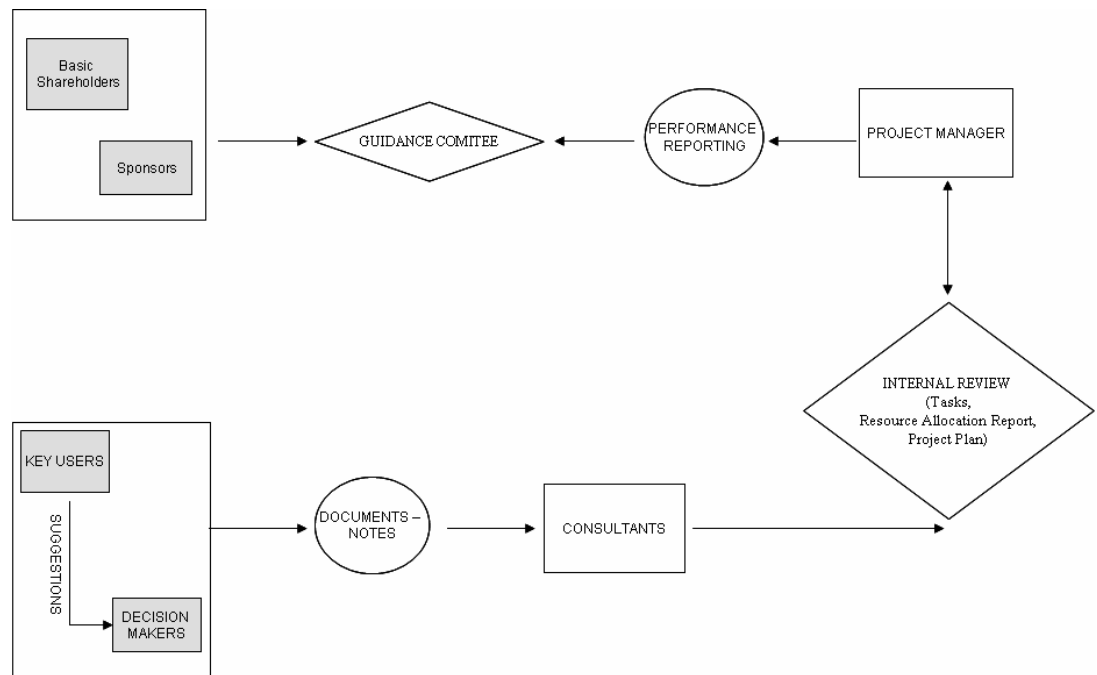 Basic
Shareholders
Sponsors
GUIDANCE COMITEE
PERFORMANCE
REPORTING
PROJECT MANAGER
INTERNAL REVIEW
(Tasks,
Resource Allocation Report,
Project Plan)
KEY USERS
SUGGESTIONS
DECISION
MAKERS
DOCUMENTS –
NOTES
CONSULTANTS